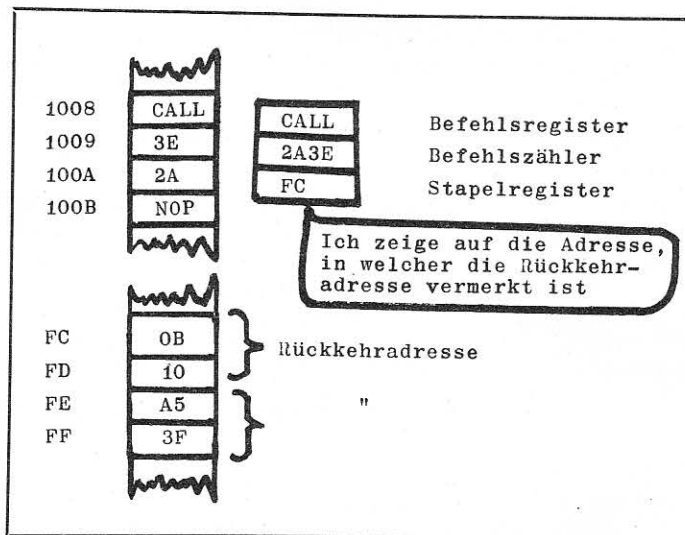 1008 CALL CALL Befehlsregister
1009 3E 2A3E Befehlszähler
100A 2A FC Stapelregister
100B NOP
Ich zeige auf die Adresse,
in welcher die Rückkehr-
adresse vermerkt ist
FC 0B
Rückkehradresse
FD 10
FE A5 "
FF 3F